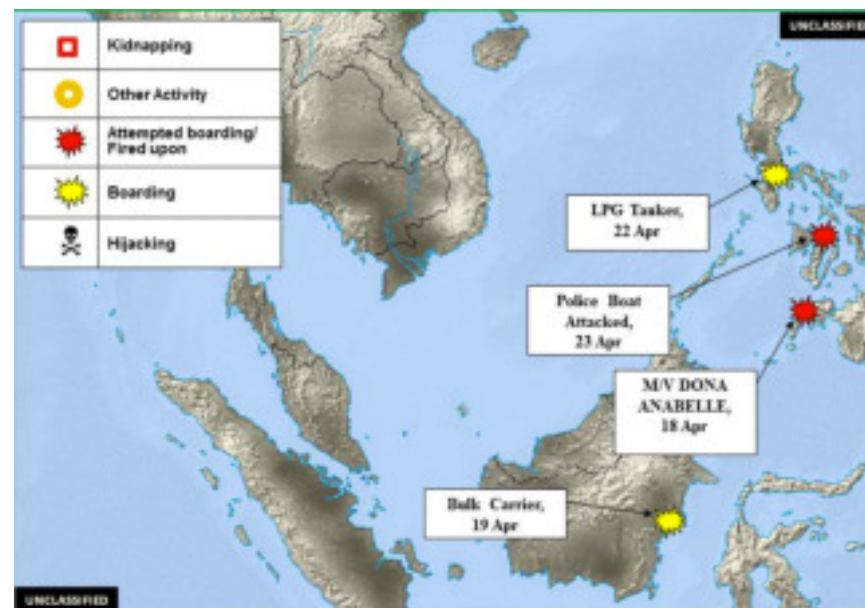 UNCLASSIFIED
Kidnapping
Other Activity
Attempted boarding/
Fired upon
Boarding
Hijacking
LPG Tanker,
22 Apr
Police Boat
Attacked,
23 Apr
M/V DONA
ANABELLE,
18 Apr
Bulk Carrier,
19 Apr
UNCLASSIFIED